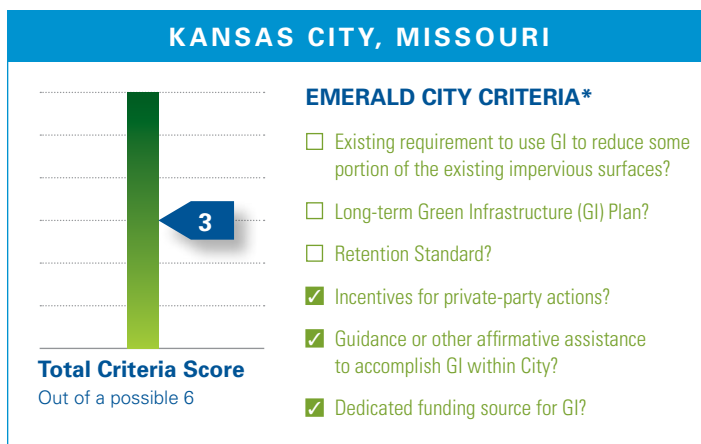 KANSAS CITY, MISSOURI
EMERALD CITY CRITERIA*
Existing requirement to use GI to reduce some
portion of the existing impervious surfaces?
Long-term Green Infrastructure (GI) Plan?
Retention Standard?
Incentives for private-party actions?
Guidance or other affirmative assistance
to accomplish GI within City?
Dedicated funding source for GI?
3
Total Criteria Score
Out of a possible 6